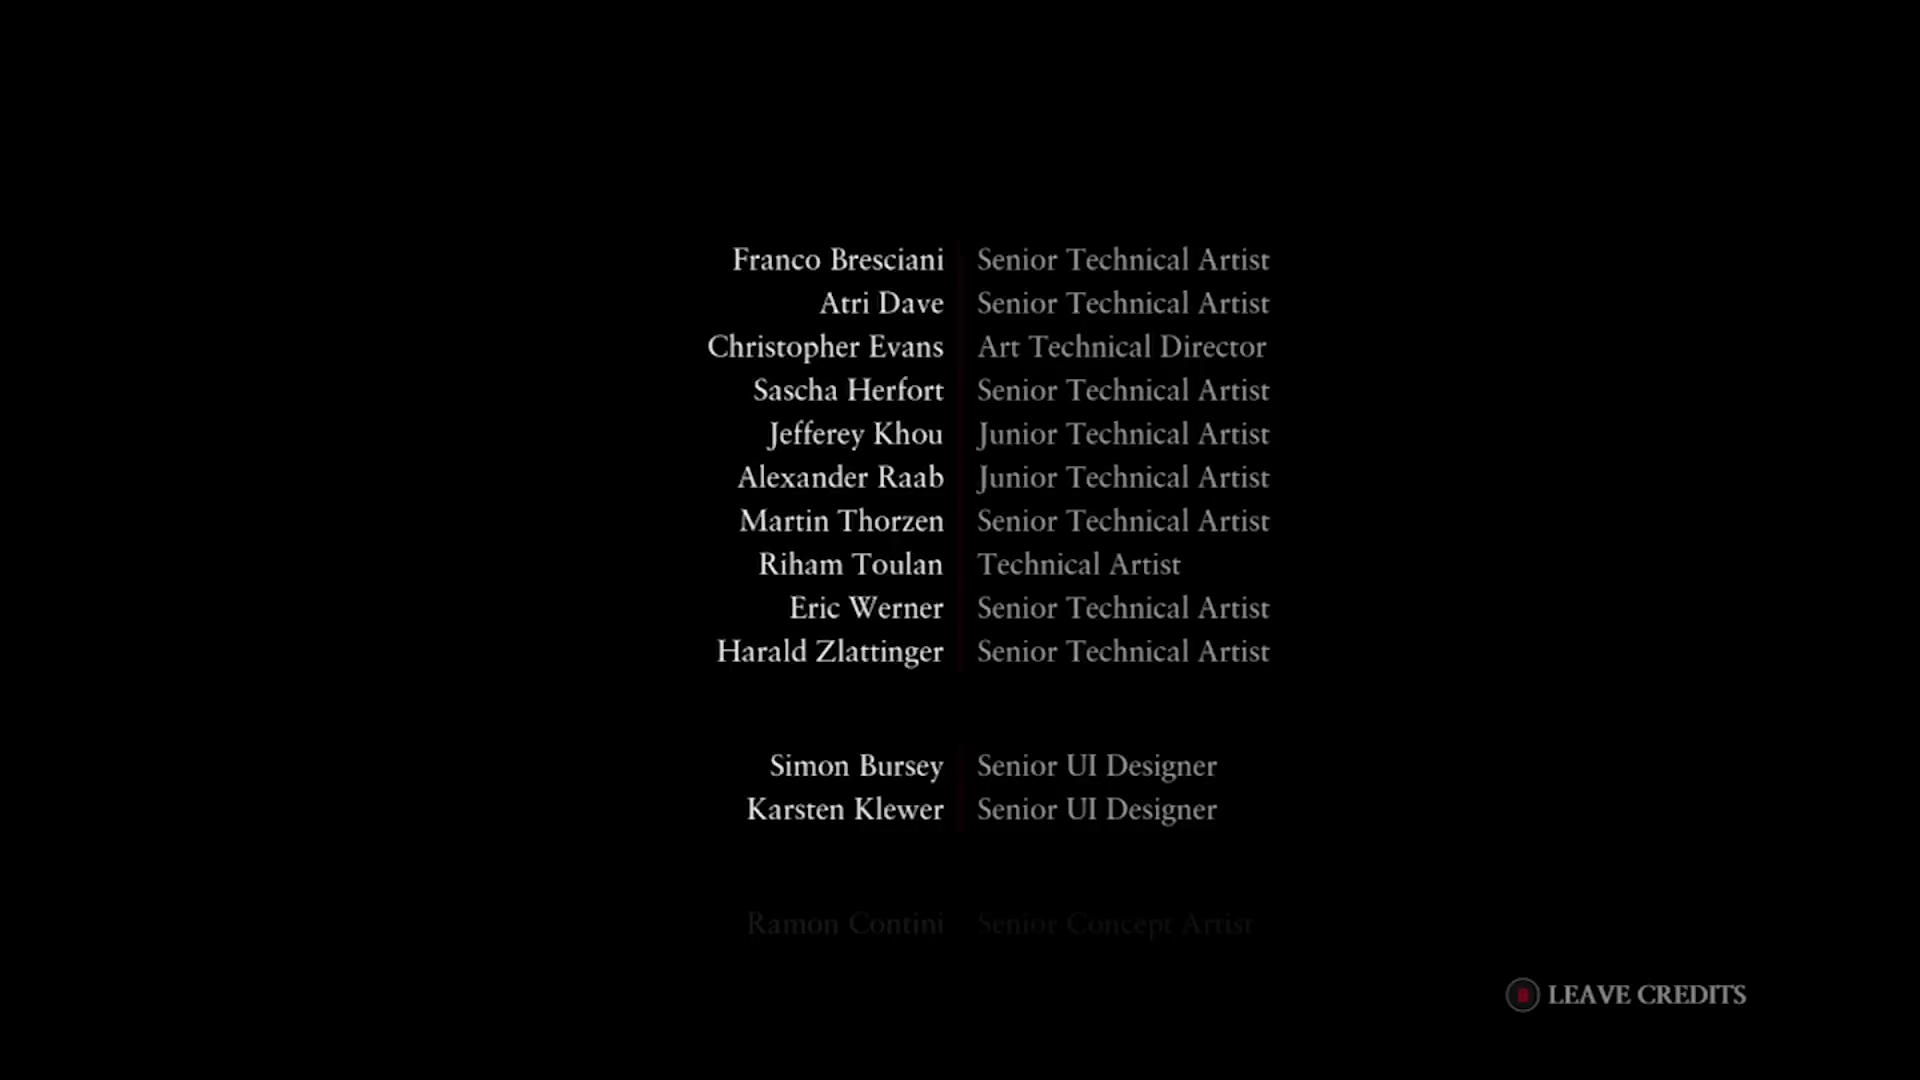 Franco Bresciani Senior Technical Artist
Atri Dave Senior Technical Artist
Christopher Evans Art Technical Director
Sascha Herfort Senior Technical Artist
Jefferey Khou Junior Technical Artist
Alexander Raab Junior Technical Artist
Martin Thorzen Senior Technical Artist
Riham Toulan Technical Artist
Eric Werner Senior Technical Artist
Harald Zlattinger Senior Technical Artist
Simon Bursey Senior UI Designer
Karsten Klewer Senior UI Designer
Ramon Contini Senior Concept Artist
LEAVE CREDITS